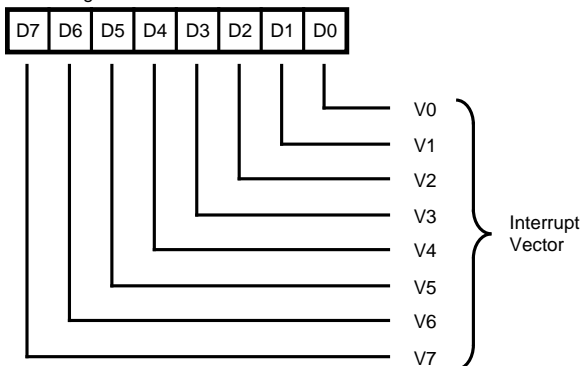 D7 D6 D5 D4 D3 D2 D1 D0
V0
V1
V2
V3
V4
V5
V6
V7
Interrupt
Vector